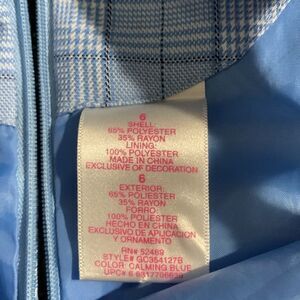 6
SHELL:
65% POLYESTER
35% RAYON
LINING:
100% POLYESTER
MADE IN CHINA
EXCLUSIVE OF DECORATION
6
EXTERIOR:
65% POLIESTER
35% RAYON
FORRO:
100% POLIESTER
HECHO EN CHINA
EXCLUSIVO DE APLICACION
Y ORNAMENTO
RN# 52469
STYLE# GC354127B
COLOR: CALMING BLUE
UPC#